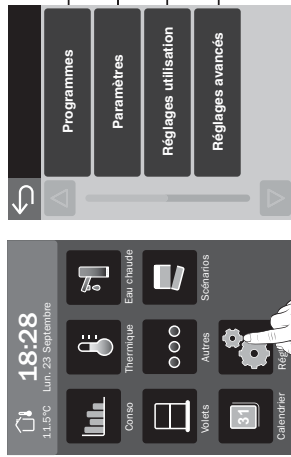 18:28
11.5°C Lun. 23 Septembre
Conso Thermique Eau chaude
Volets Autres Scénarios
31
Calendrier Rég
Programmes
Paramètres
Réglages utilisation
Réglages avancés